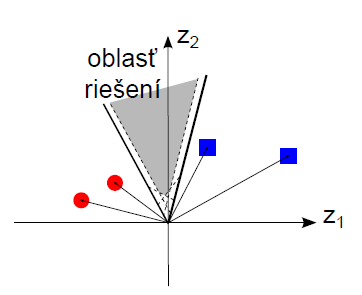 z₂
oblasť
riešení
z₁